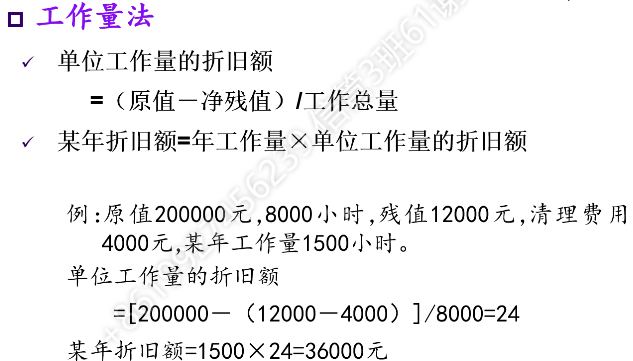 工作量法
单位工作量的折旧额
=（原值－净残值）/工作总量
某年折旧额=年工作量×单位工作量的折旧额
例:原值200000元,8000小时,残值12000元,清理费用
4000元,某年工作量1500小时。
单位工作量的折旧额
=[200000－（12000－4000）]/8000=24
某年折旧额=1500×24=36000元